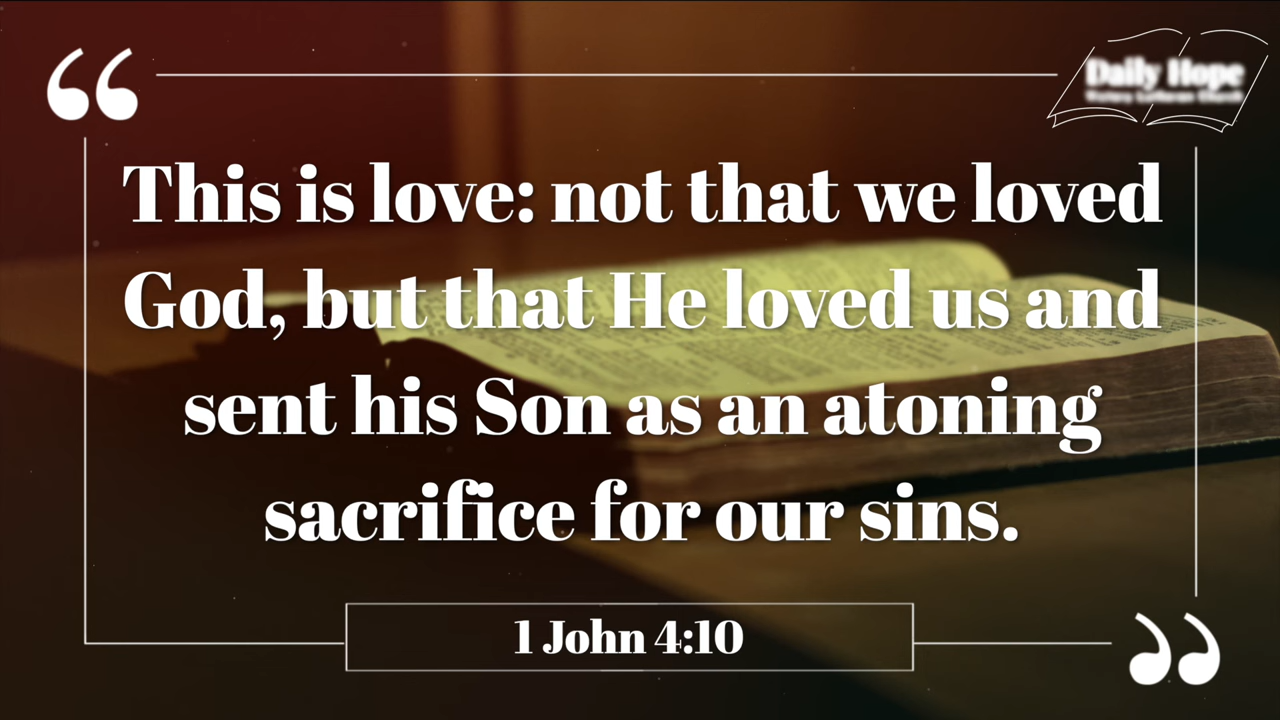 Daily Hope
This is love: not that we loved
God, but that He loved us and
sent his Son as an atoning
sacrifice for our sins.
1 John 4:10